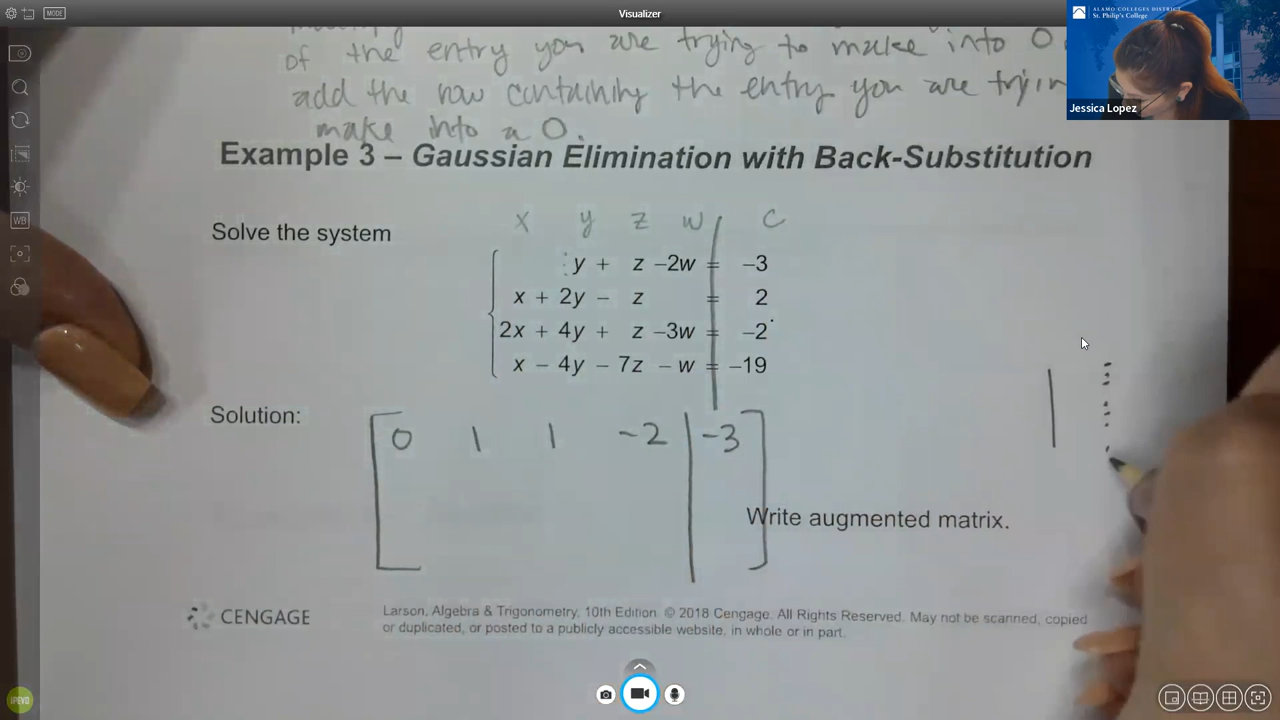 MODE
Visualizer
ALAMO COLLEGES DISTRICT
St. Philip's College
Jessica Lopez
of the entry you are trying to make into 0
add the row containing the entry you are
make into a 0.
Example 3 – Gaussian Elimination with Back-Substitution
x y z w c
Solve the system
y + z −2w = −3
x + 2y − z = 2
2x + 4y + z −3w = −2
x − 4y − 7z − w = −19
Solution:
0 1 1 -2 | -3
Write augmented matrix.
CENGAGE
Larson, Algebra & Trigonometry, 10th Edition. © 2018 Cengage. All Rights Reserved. May not be scanned, copied
or duplicated, or posted to a publicly accessible website, in whole or in part.
WB
IPEVO